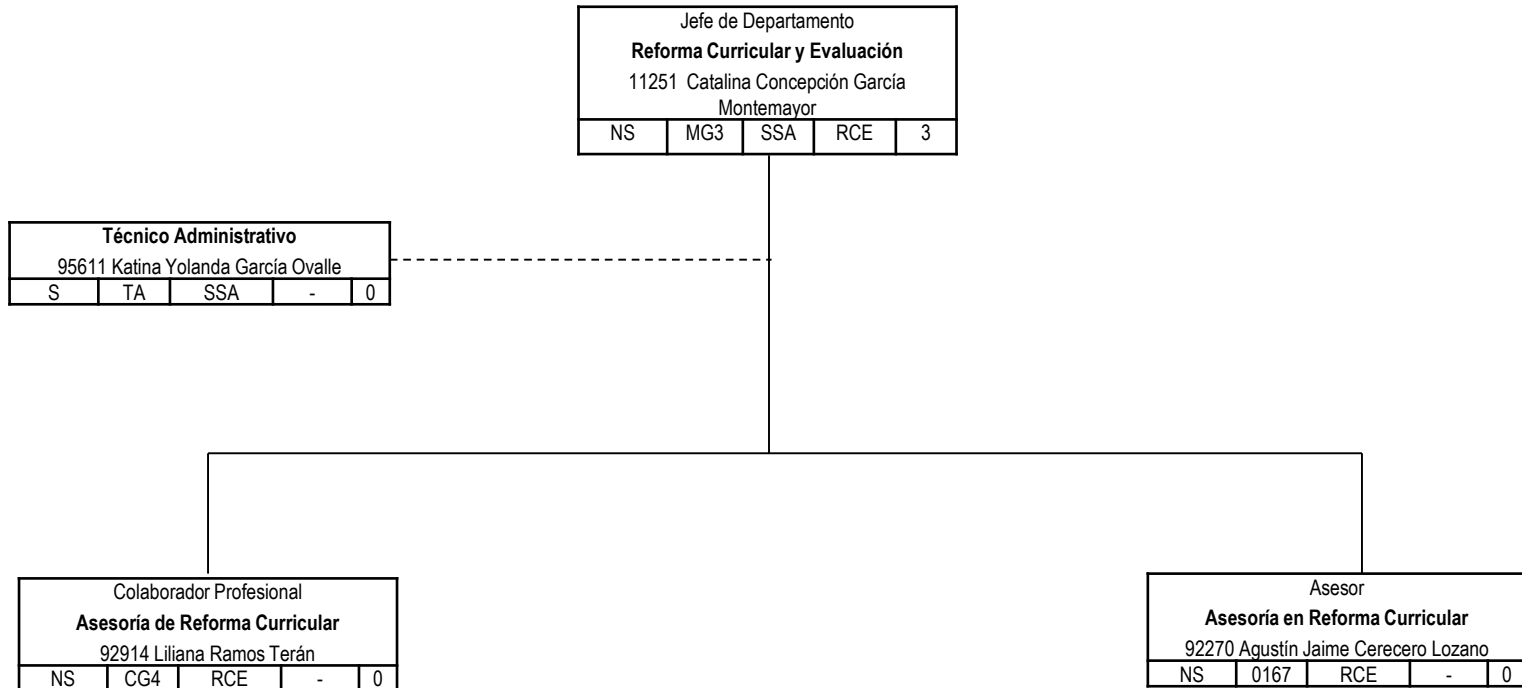 Jefe de Departamento
Reforma Curricular y Evaluación
11251 Catalina Concepción García
Montemayor
NS MG3 SSA RCE 3
Técnico Administrativo
95611 Katina Yolanda García Ovalle
S TA SSA - 0
Colaborador Profesional
Asesoría de Reforma Curricular
92914 Liliana Ramos Terán
NS CG4 RCE - 0
Asesor
Asesoría en Reforma Curricular
92270 Agustín Jaime Cerecero Lozano
NS 0167 RCE - 0